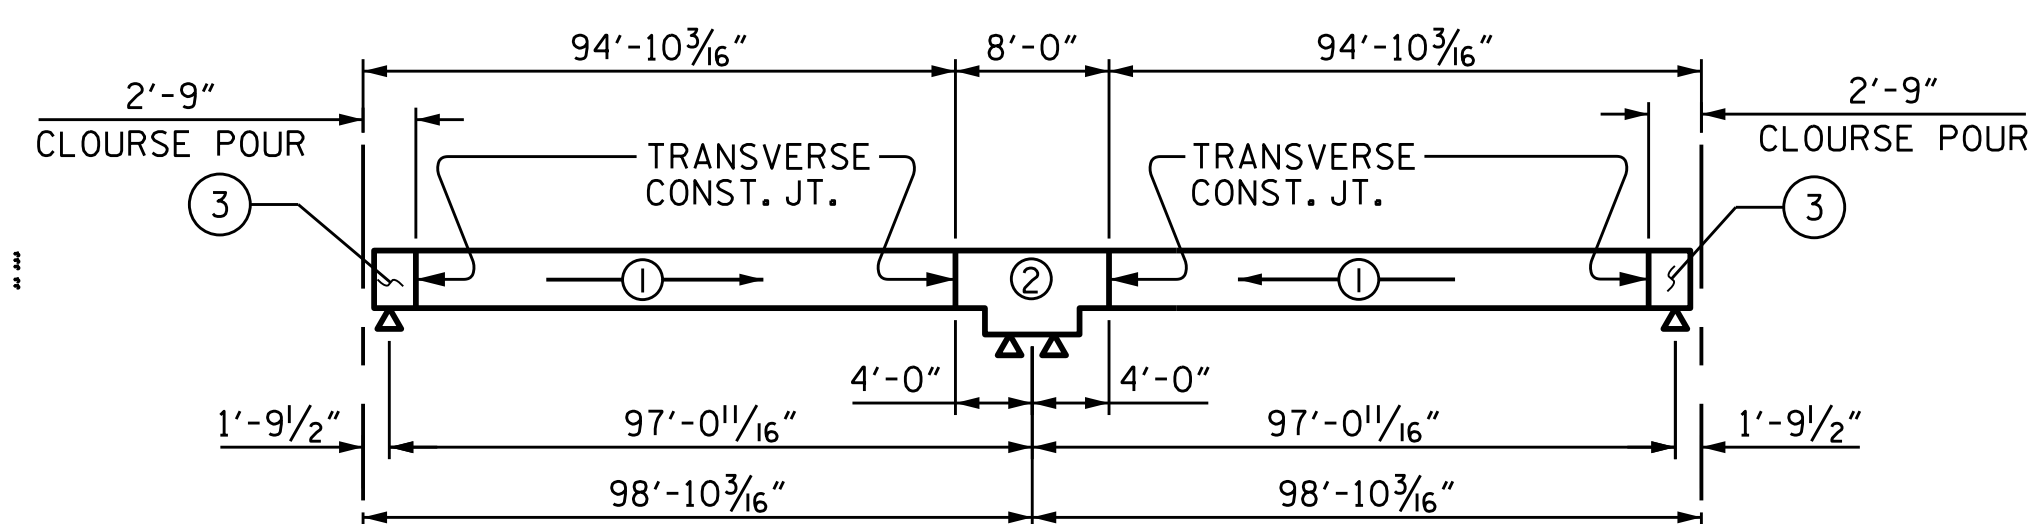 94'-10 3/16" 8'-0" 94'-10 3/16"
2'-9" 2'-9"
CLOURSE POUR CLOURSE POUR
TRANSVERSE TRANSVERSE
CONST. JT. CONST. JT.
3 3
1 2 1
4'-0" 4'-0"
1'-9 1/2" 97'-0 11/16" 97'-0 11/16" 1'-9 1/2"
98'-10 3/16" 98'-10 3/16"